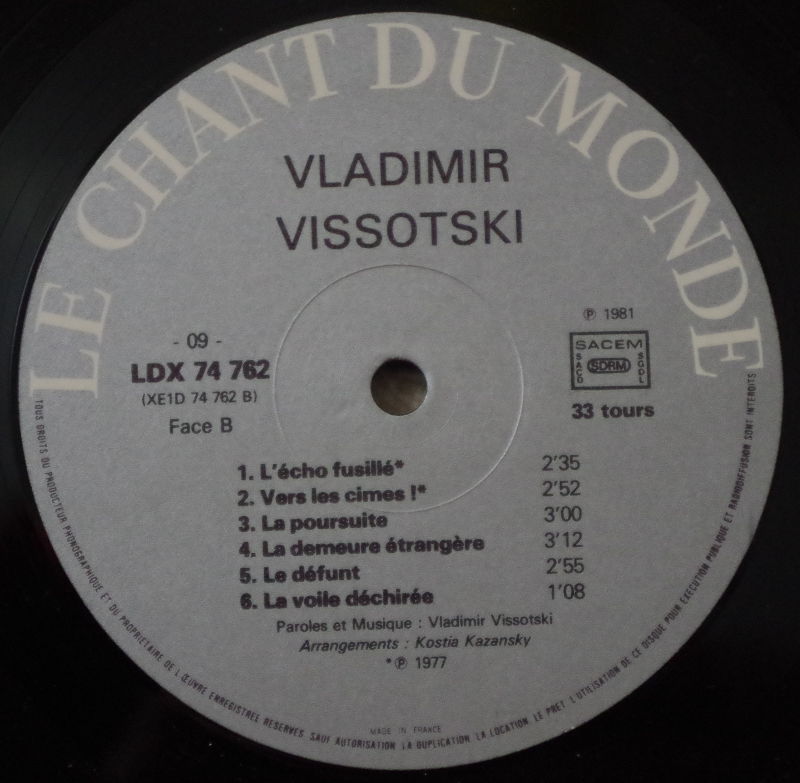 LE CHANT DU MONDE
VLADIMIR
VISSOTSKI
- 09 -
LDX 74 762
(XE1D 74 762 B)
Face B
℗ 1981
SACEM
SACD
SDRM
SGDL
33 tours
1. L'écho fusillé* 2'35
2. Vers les cimes !* 2'52
3. La poursuite 3'00
4. La demeure étrangère 3'12
5. Le défunt 2'55
6. La voile déchirée 1'08
Paroles et Musique : Vladimir Vissotski
Arrangements : Kostia Kazansky
*℗ 1977
MADE IN FRANCE
TOUS DROITS DU PRODUCTEUR PHONOGRAPHIQUE ET DU PROPRIETAIRE DE L'ŒUVRE ENREGISTREE RESERVES SAUF AUTORISATION LA DUPLICATION LA LOCATION, LE PRET L'UTILISATION DE CE DISQUE POUR EXECUTION PUBLIQUE ET RADIODIFFUSION SONT INTERDITS